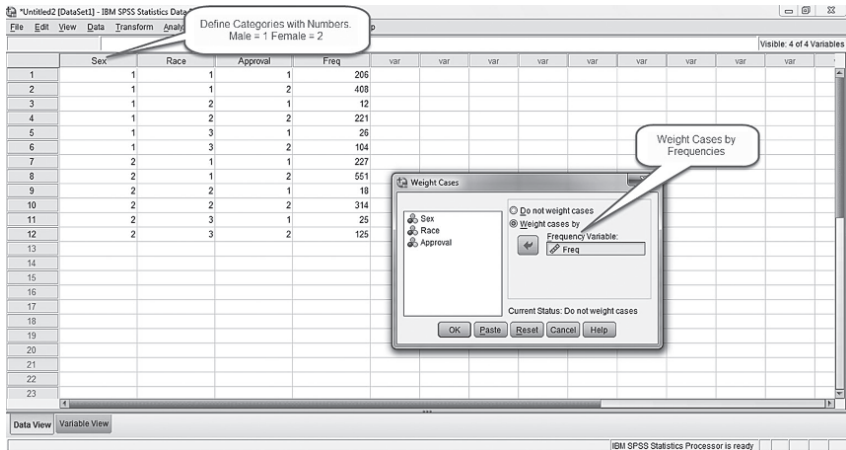 *Untitled2 [DataSet1] - IBM SPSS Statistics Data
File Edit View Data Transform Analy p
Define Categories with Numbers.
Male = 1 Female = 2
Visible: 4 of 4 Variables
Sex Race Approval Freq var var var var var var var var var
1 1 1 1 206
2 1 1 2 408
3 1 2 1 12
4 1 2 2 221
5 1 3 1 26
6 1 3 2 104
7 2 1 1 227
8 2 1 2 551
9 2 2 1 18
10 2 2 2 314
11 2 3 1 25
12 2 3 2 125
13
14
15
16
17
18
19
20
21
22
23
Weight Cases by
Frequencies
Weight Cases
Sex
Race
Approval
Do not weight cases
Weight cases by
Frequency Variable:
Freq
Current Status: Do not weight cases
OK Paste Reset Cancel Help
Data View Variable View
IBM SPSS Statistics Processor is ready